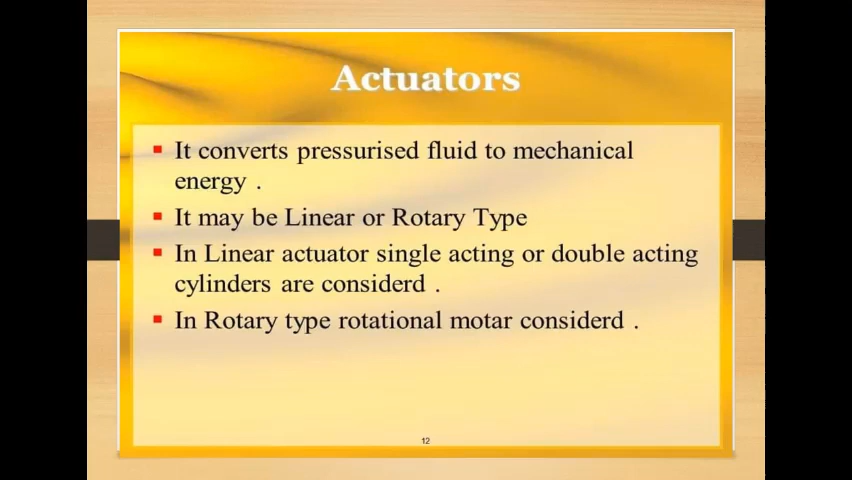 Actuators
▪ It converts pressurised fluid to mechanical
energy .
▪ It may be Linear or Rotary Type
▪ In Linear actuator single acting or double acting
cylinders are considerd .
▪ In Rotary type rotational motar considerd .
12